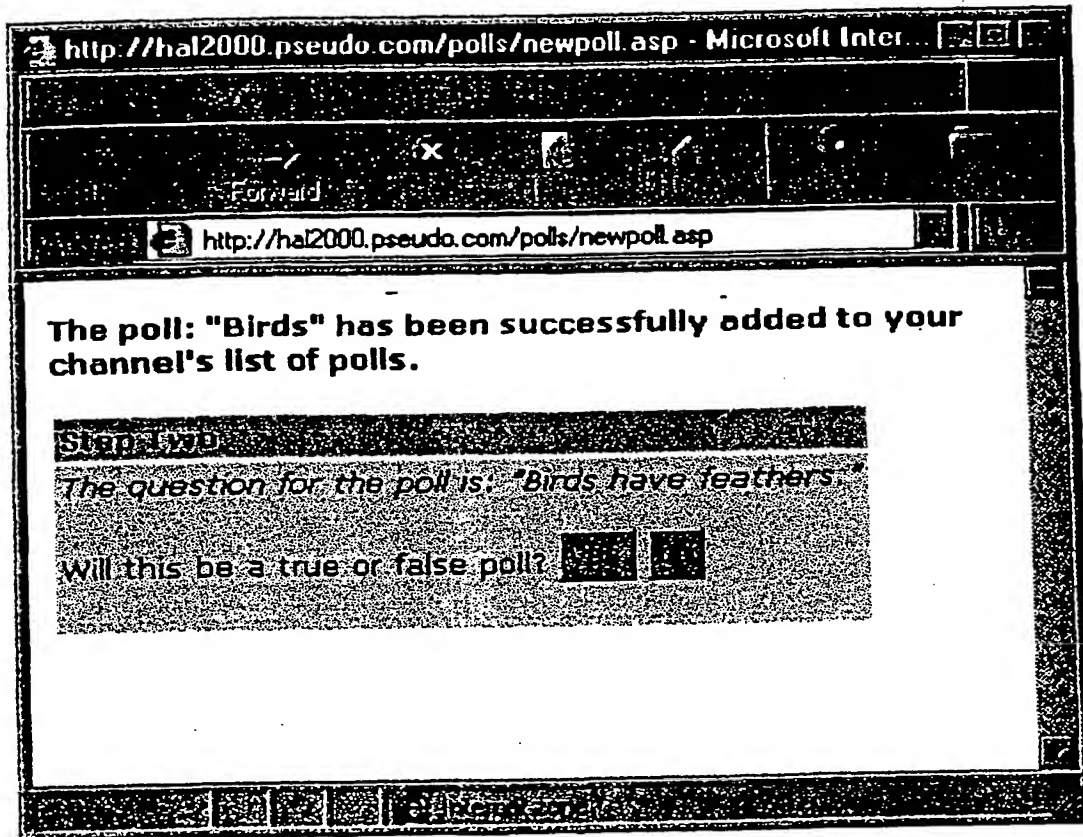 http://hal2000.pseudo.com/polls/newpoll.asp - Microsoft Inter...
Forward
http://hal2000.pseudo.com/polls/newpoll.asp
The poll: "Birds" has been successfully added to your
channel's list of polls.
Step Two
The question for the poll is: "Birds have feathers."
Will this be a true or false poll?